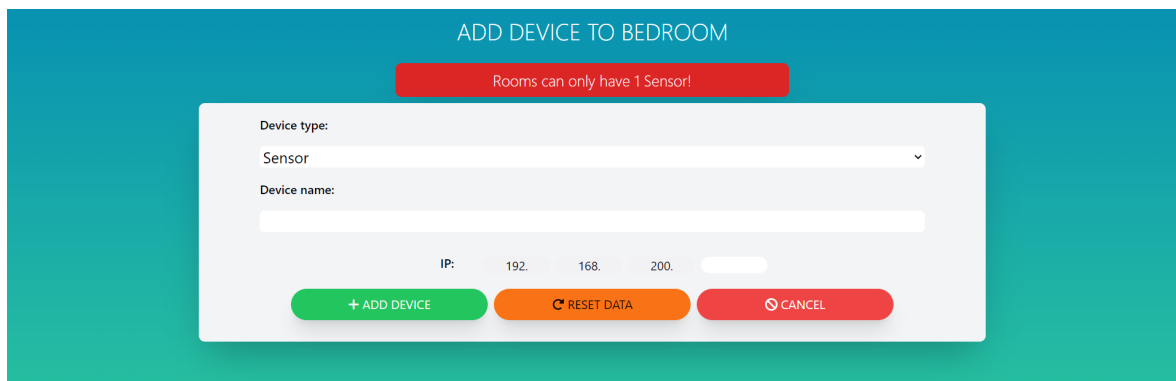 ADD DEVICE TO BEDROOM
Rooms can only have 1 Sensor!
Device type:
Sensor
Device name:
IP: 192. 168. 200.
ADD DEVICE RESET DATA CANCEL